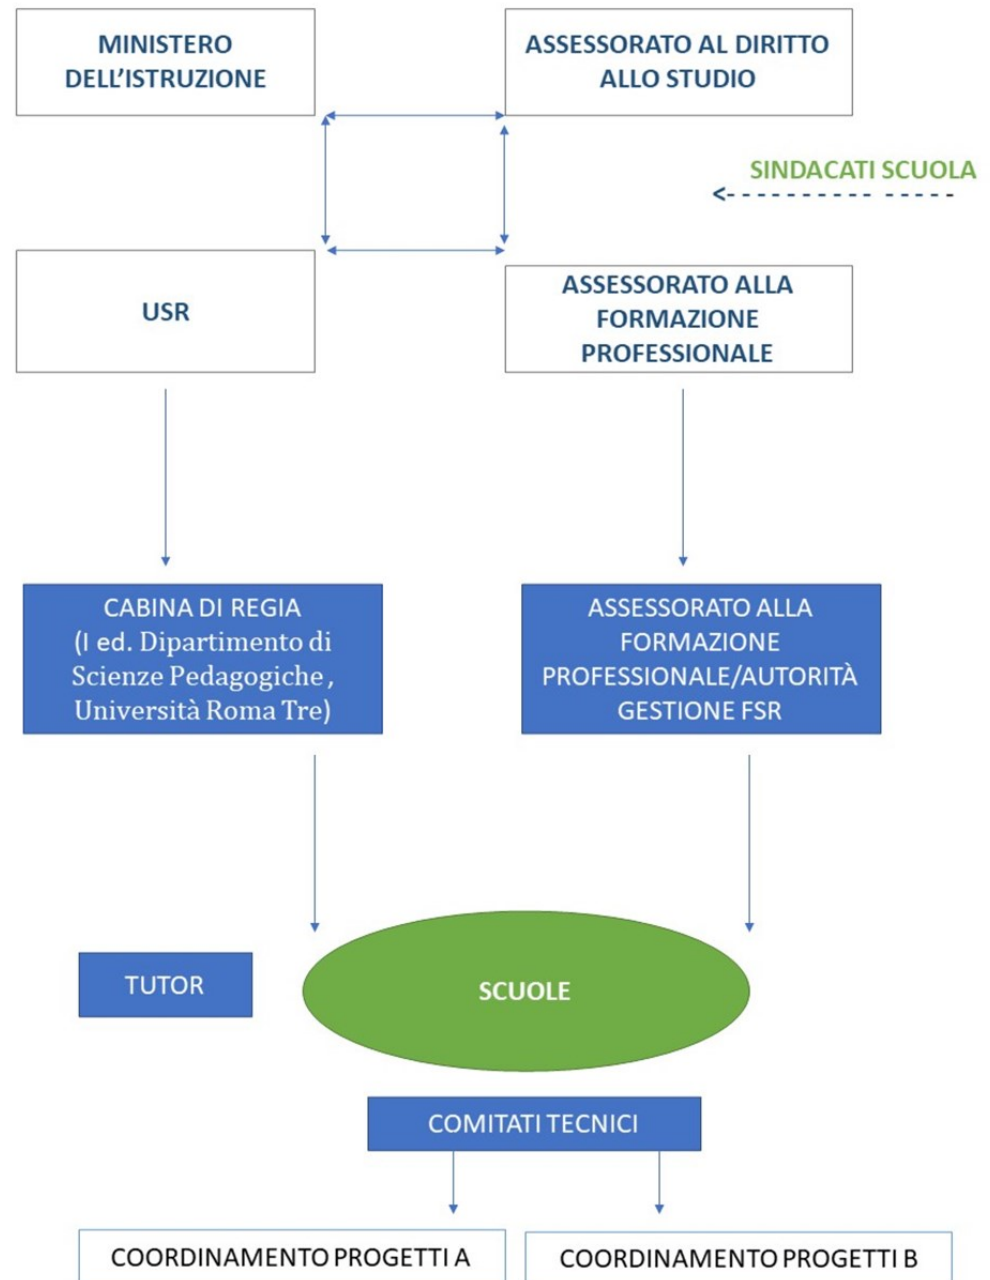 MINISTERO
DELL'ISTRUZIONE
ASSESSORATO AL DIRITTO
ALLO STUDIO
SINDACATI SCUOLA
USR
ASSESSORATO ALLA
FORMAZIONE
PROFESSIONALE
CABINA DI REGIA
(I ed. Dipartimento di
Scienze Pedagogiche,
Università Roma Tre)
ASSESSORATO ALLA
FORMAZIONE
PROFESSIONALE/AUTORITÀ
GESTIONE FSR
TUTOR
SCUOLE
COMITATI TECNICI
COORDINAMENTO PROGETTI A
COORDINAMENTO PROGETTI B